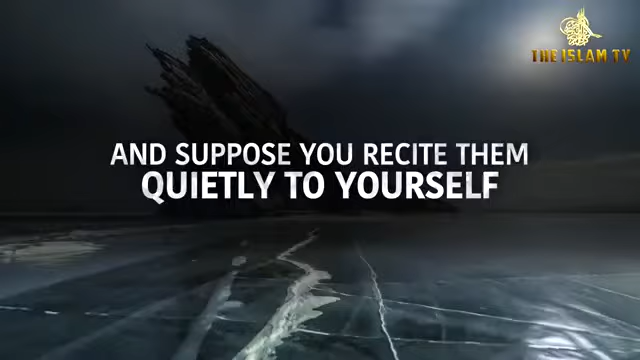 THE ISLAM TV
AND SUPPOSE YOU RECITE THEM
QUIETLY TO YOURSELF